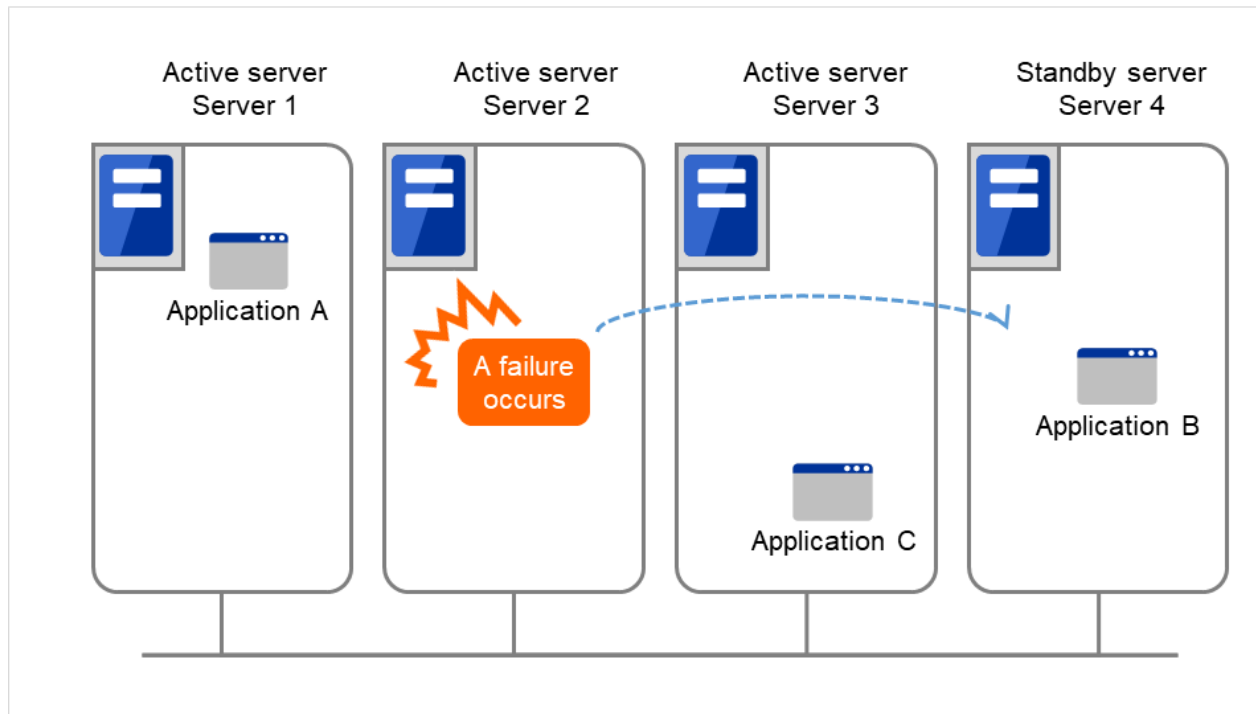 Active server
Server 1
Active server
Server 2
Active server
Server 3
Standby server
Server 4
Application A
A failure
occurs
Application B
Application C